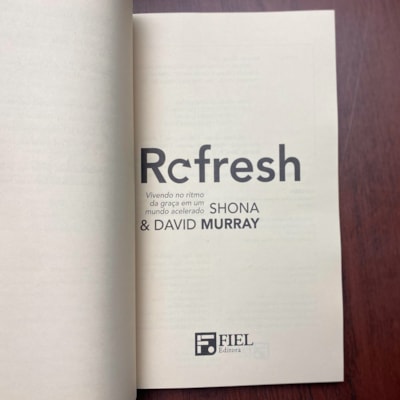 Refresh
Vivendo no ritmo
da graça em um
mundo acelerado SHONA
& DAVID MURRAY
FIEL
Editora